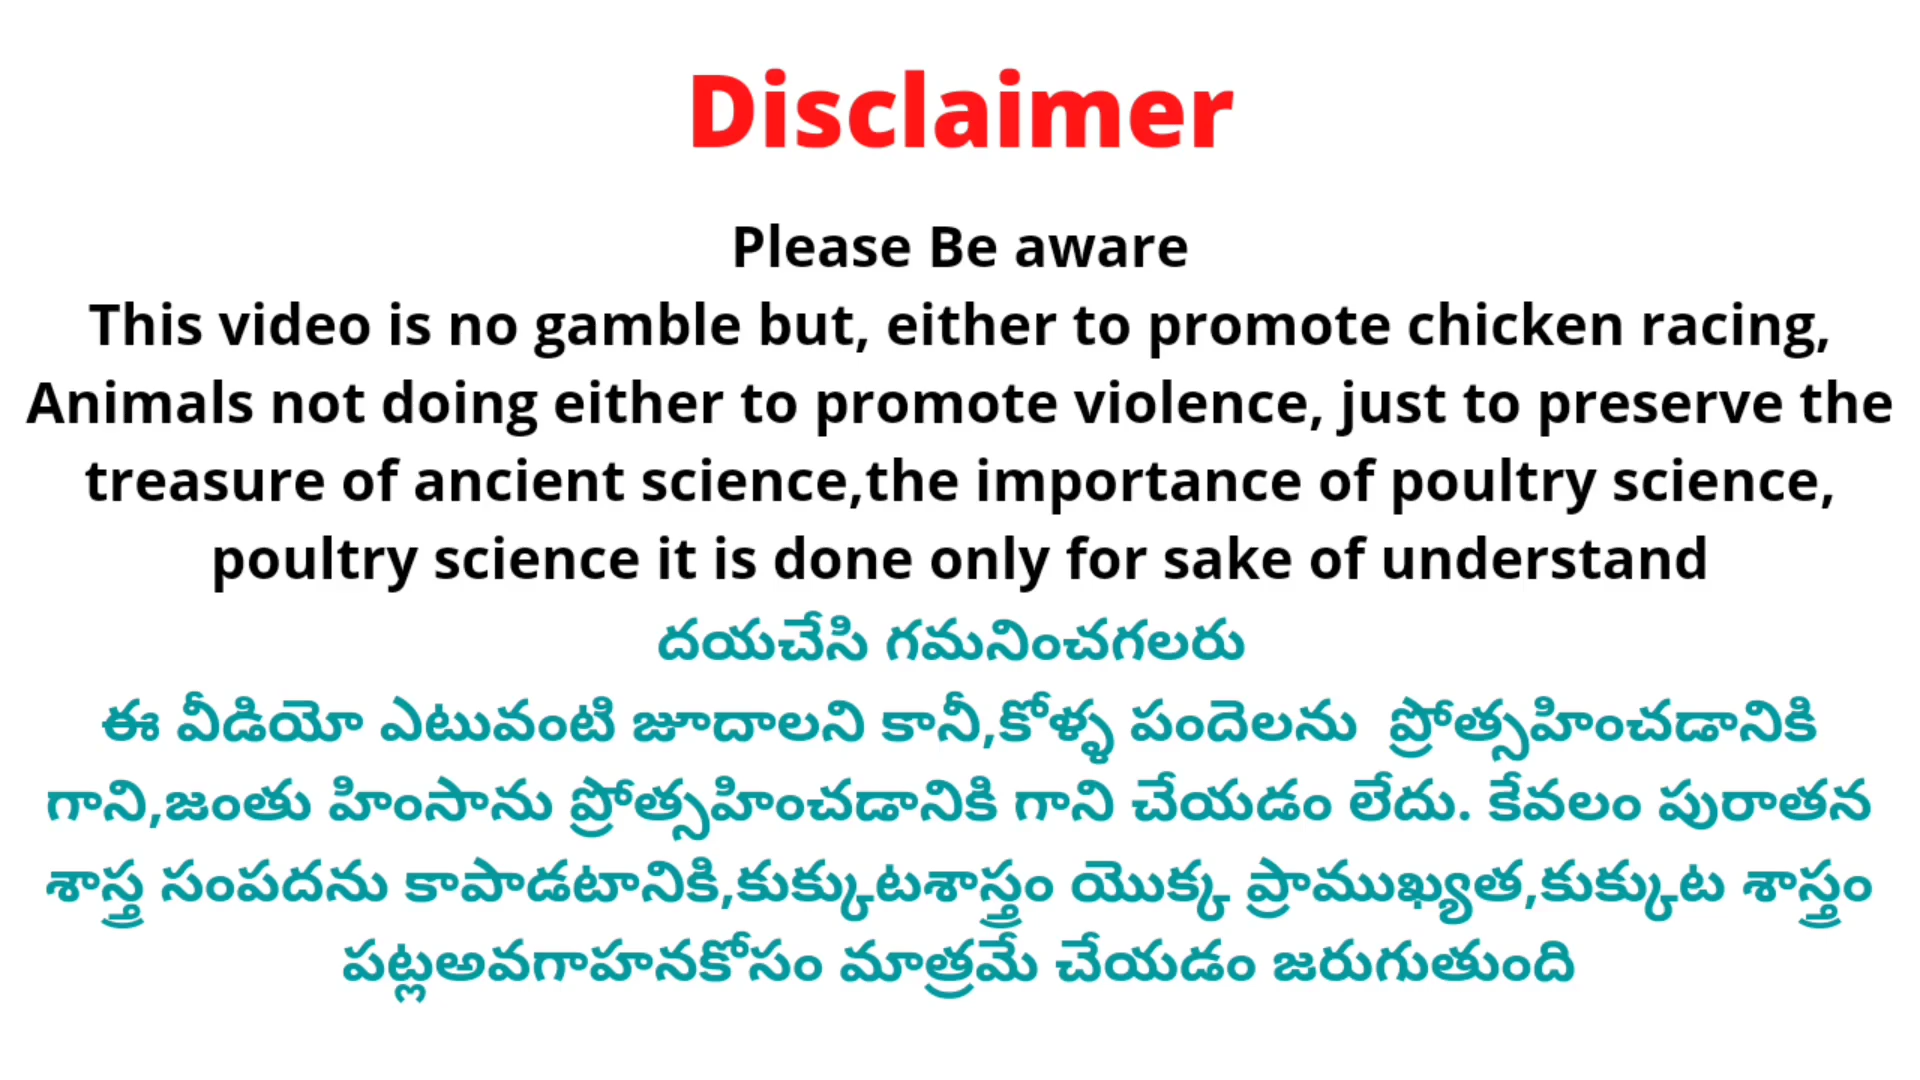 Disclaimer
Please Be aware
This video is no gamble but, either to promote chicken racing,
Animals not doing either to promote violence, just to preserve the
treasure of ancient science,the importance of poultry science,
poultry science it is done only for sake of understand
దయచేసి గమనించగలరు
ఈ వీడియో ఎటువంటి జూదాలని కానీ,కోళ్ళ పందెలను ప్రోత్సహించడానికి
గాని,జంతు హింసాను ప్రోత్సహించడానికి గాని చేయడం లేదు. కేవలం పురాతన
శాస్త్ర సంపదను కాపాడటానికి,కుక్కుటశాస్త్రం యొక్క ప్రాముఖ్యత,కుక్కుట శాస్త్రం
పట్లఅవగాహనకోసం మాత్రమే చేయడం జరుగుతుంది